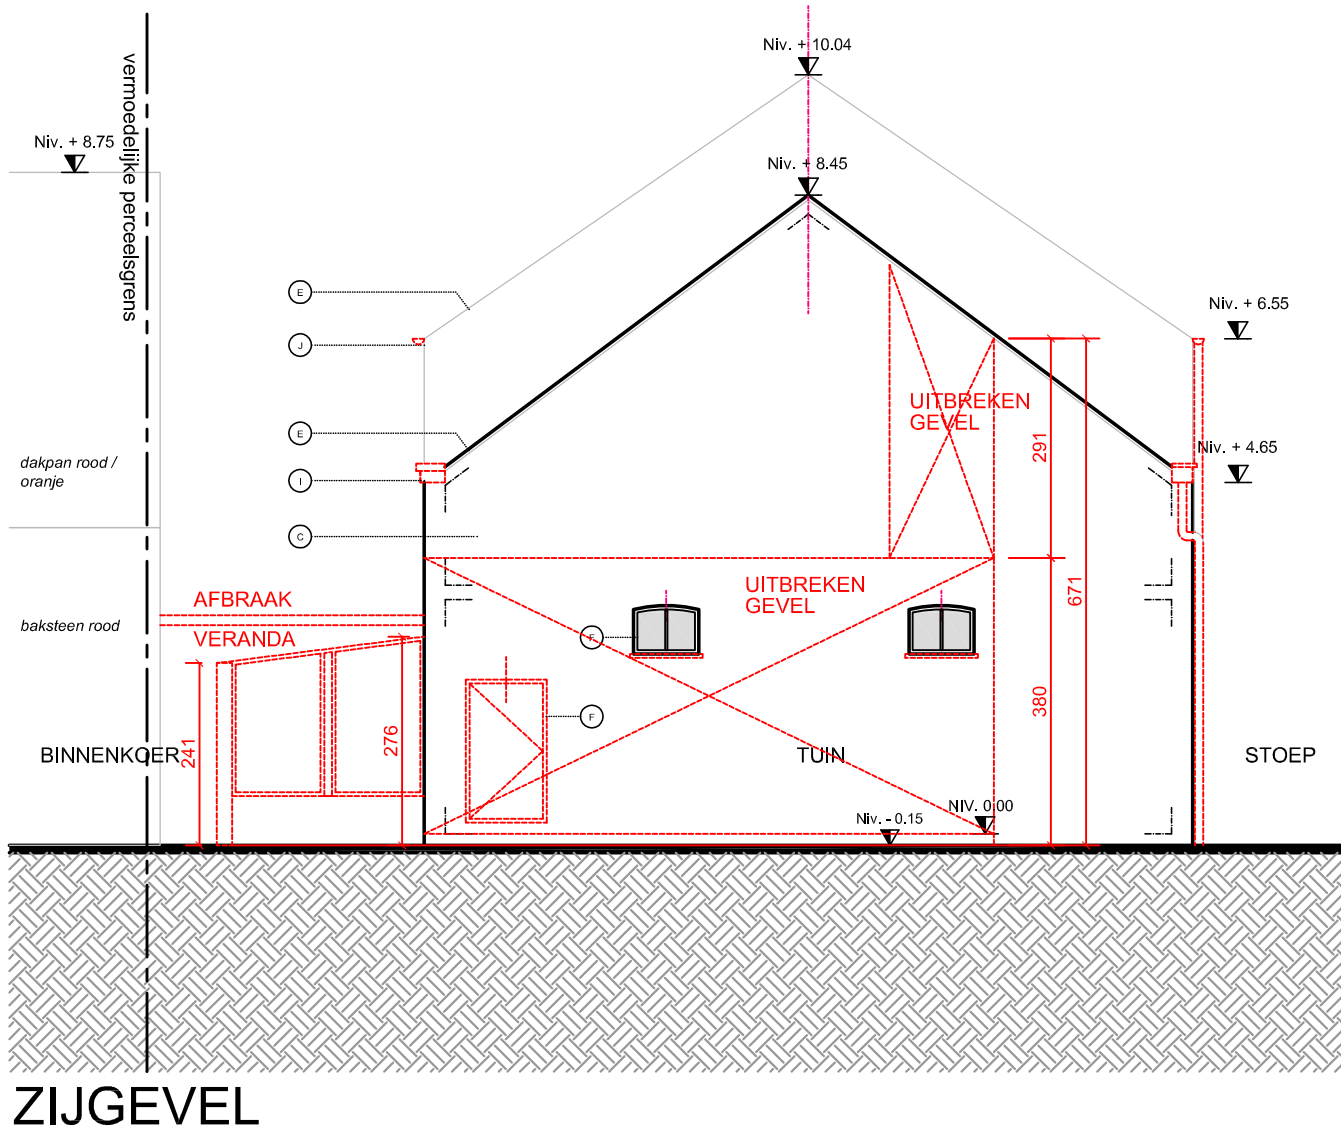 Niv. + 10.04
vermoedelijke perceelsgrens
Niv. + 8.75
Niv. + 8.45
E
Niv. + 6.55
J
UITBREKEN
GEVEL
E
291
Niv. + 4.65
dakpan rood /
oranje
I
C
UITBREKEN
GEVEL
671
AFBRAAK
baksteen rood
VERANDA
F
380
F
276
241
BINNENKOER
TUIN
STOEP
Niv. - 0.15
NIV. 0.00
ZIJGEVEL